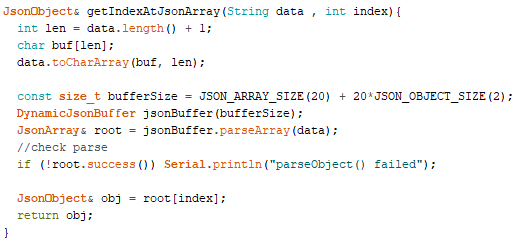 JsonObject& getIndexAtJsonArray(String data , int index){
  int len = data.length() + 1;
  char buf[len];
  data.toCharArray(buf, len);

  const size_t bufferSize = JSON_ARRAY_SIZE(20) + 20*JSON_OBJECT_SIZE(2);
  DynamicJsonBuffer jsonBuffer(bufferSize);
  JsonArray& root = jsonBuffer.parseArray(data);
  //check parse
  if (!root.success()) Serial.println("parseObject() failed");

  JsonObject& obj = root[index];
  return obj;
}